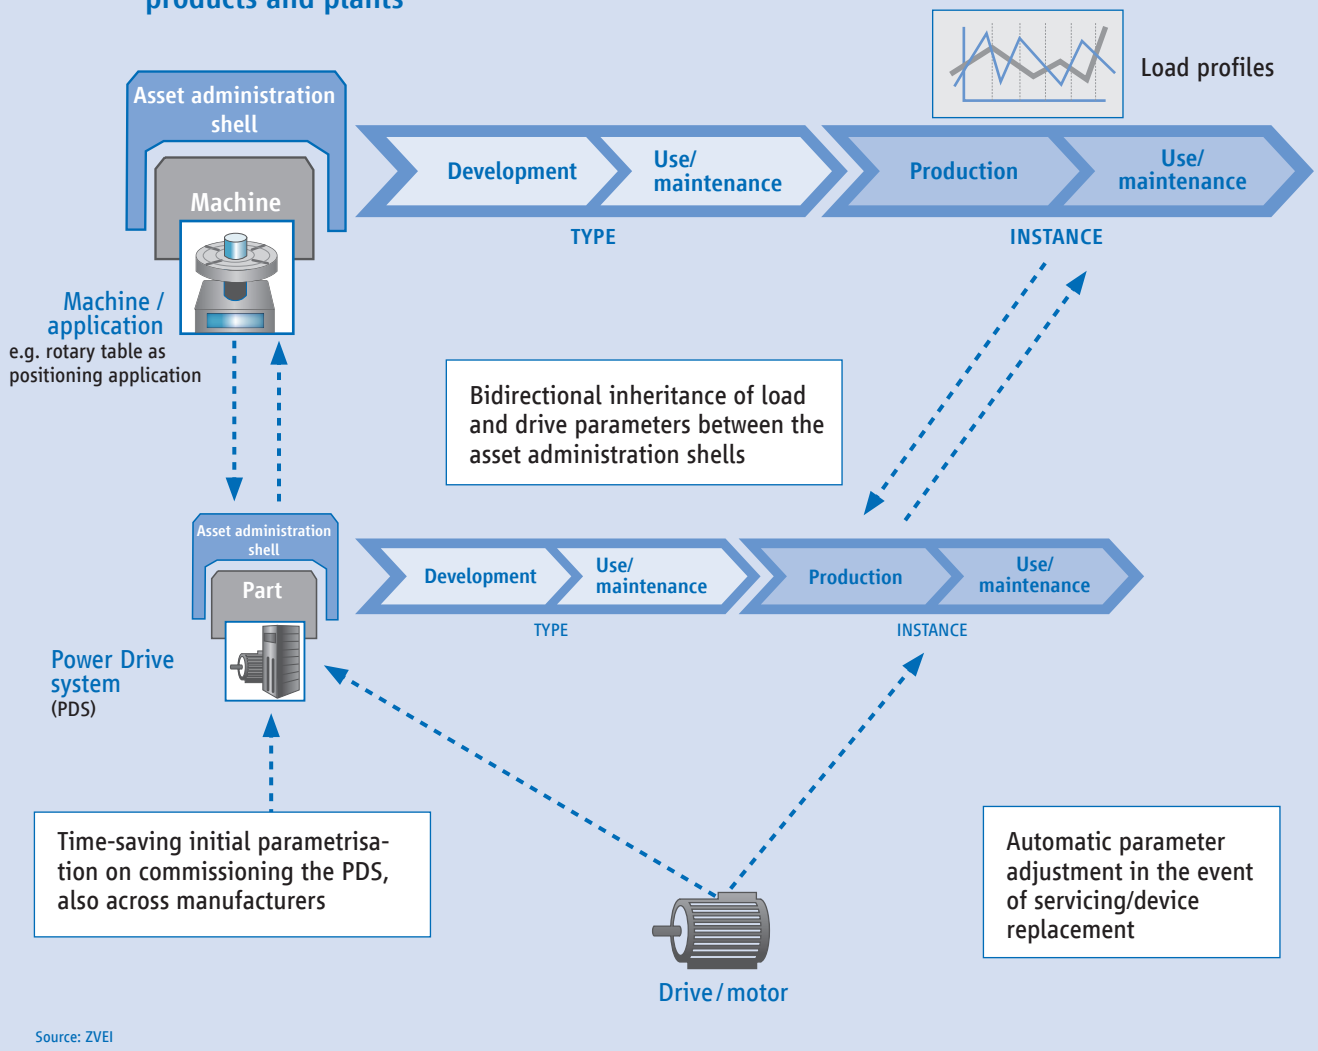 products and plants
Load profiles
Asset administration
shell
Machine
Development
Use/
maintenance
Production
Use/
maintenance
TYPE
INSTANCE
Machine /
application
e.g. rotary table as
positioning application
Bidirectional inheritance of load
and drive parameters between the
asset administration shells
Asset administration
shell
Part
Development
Use/
maintenance
Production
Use/
maintenance
TYPE
INSTANCE
Power Drive
system
(PDS)
Time-saving initial parametrisa-
tion on commissioning the PDS,
also across manufacturers
Automatic parameter
adjustment in the event
of servicing/device
replacement
Drive/motor
Source: ZVEI